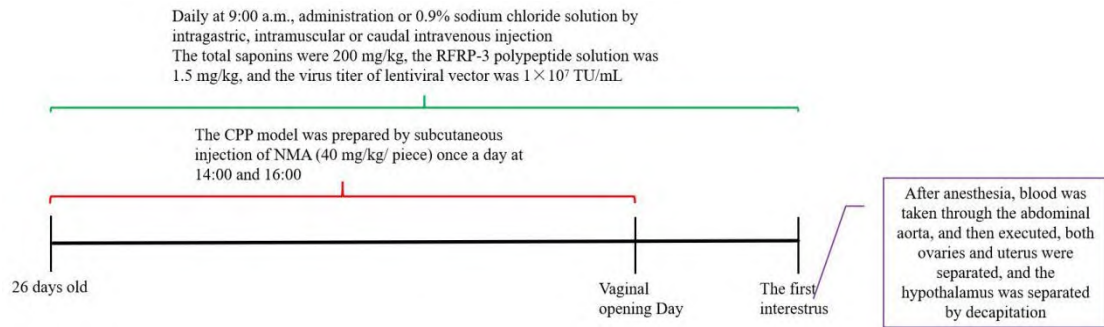 Daily at 9:00 a.m., administration or 0.9% sodium chloride solution by
intragastric, intramuscular or caudal intravenous injection
The total saponins were 200 mg/kg, the RFRP-3 polypeptide solution was
1.5 mg/kg, and the virus titer of lentiviral vector was 1×10⁷ TU/mL
The CPP model was prepared by subcutaneous
injection of NMA (40 mg/kg/ piece) once a day at
14:00 and 16:00
After anesthesia, blood was
taken through the abdominal
aorta, and then executed, both
ovaries and uterus were
separated, and the
hypothalamus was separated
by decapitation
26 days old
Vaginal
opening Day
The first
interestrus